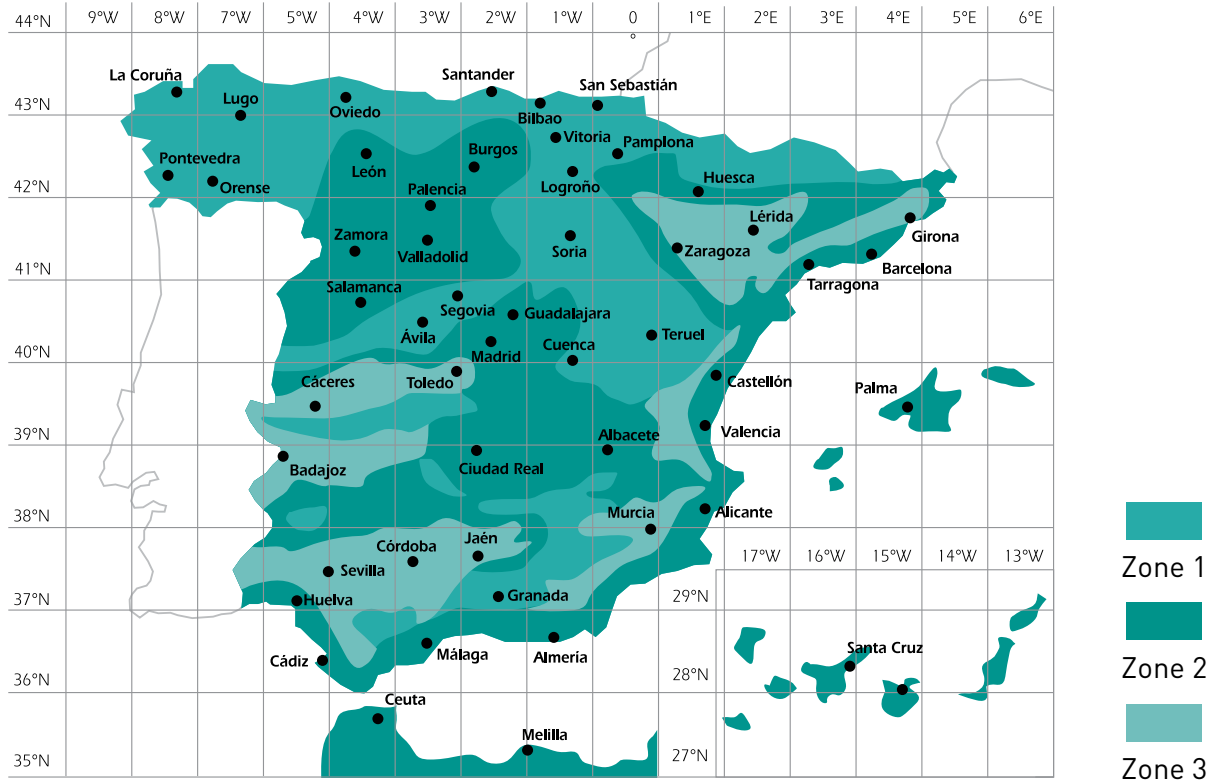 44°N 9°W 8°W 7°W 6°W 5°W 4°W 3°W 2°W 1°W 0° 1°E 2°E 3°E 4°E 5°E 6°E
La Coruña
Santander
San Sebastián
Lugo
Oviedo
43°N
Bilbao
Vitoria
Pamplona
Pontevedra
Burgos
León
Huesca
Orense
Palencia
Logroño
42°N
Lérida
Zamora
Girona
Valladolid
Soria
Zaragoza
41°N
Barcelona
Salamanca
Tarragona
Segovia
Guadalajara
Ávila
Teruel
Cuenca
40°N
Madrid
Cáceres
Toledo
Castellón
Palma
39°N
Albacete
Valencia
Badajoz
Ciudad Real
38°N
Murcia
Alicante
Jaén
Córdoba
17°W 16°W 15°W 14°W 13°W
Zone 1
Sevilla
37°N
Huelva
Granada
29°N
Cádiz
Málaga
Almería
Santa Cruz
Zone 2
36°N
28°N
Ceuta
Melilla
35°N
27°N
Zone 3